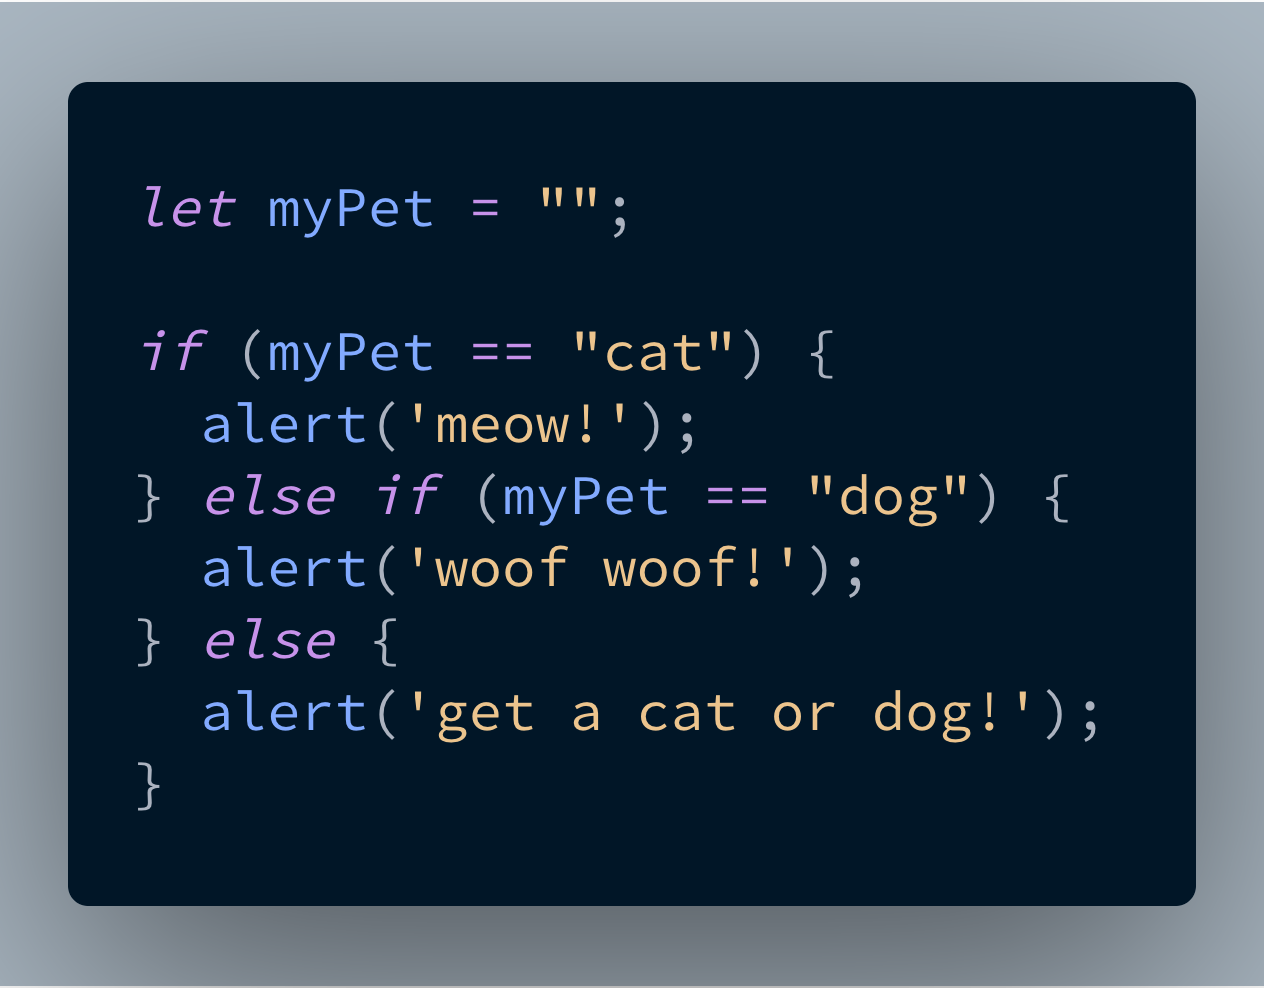 let myPet = "";

if (myPet == "cat") {
  alert('meow!');
} else if (myPet == "dog") {
  alert('woof woof!');
} else {
  alert('get a cat or dog!');
}